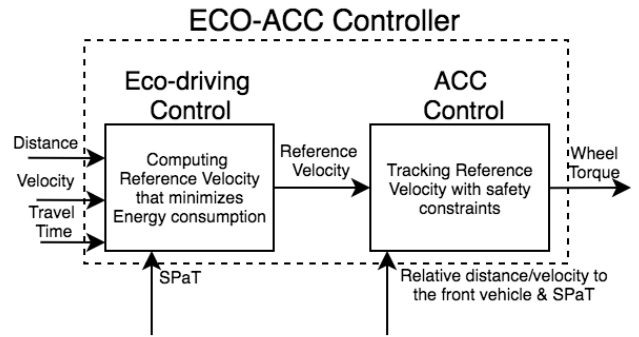 ECO-ACC Controller
Eco-driving
Control
ACC
Control
Distance
Velocity
Travel
Time
Computing
Reference Velocity
that minimizes
Energy consumption
Reference
Velocity
Tracking Reference
Velocity with safety
constraints
Wheel
Torque
SPaT
Relative distance/velocity to
the front vehicle & SPaT